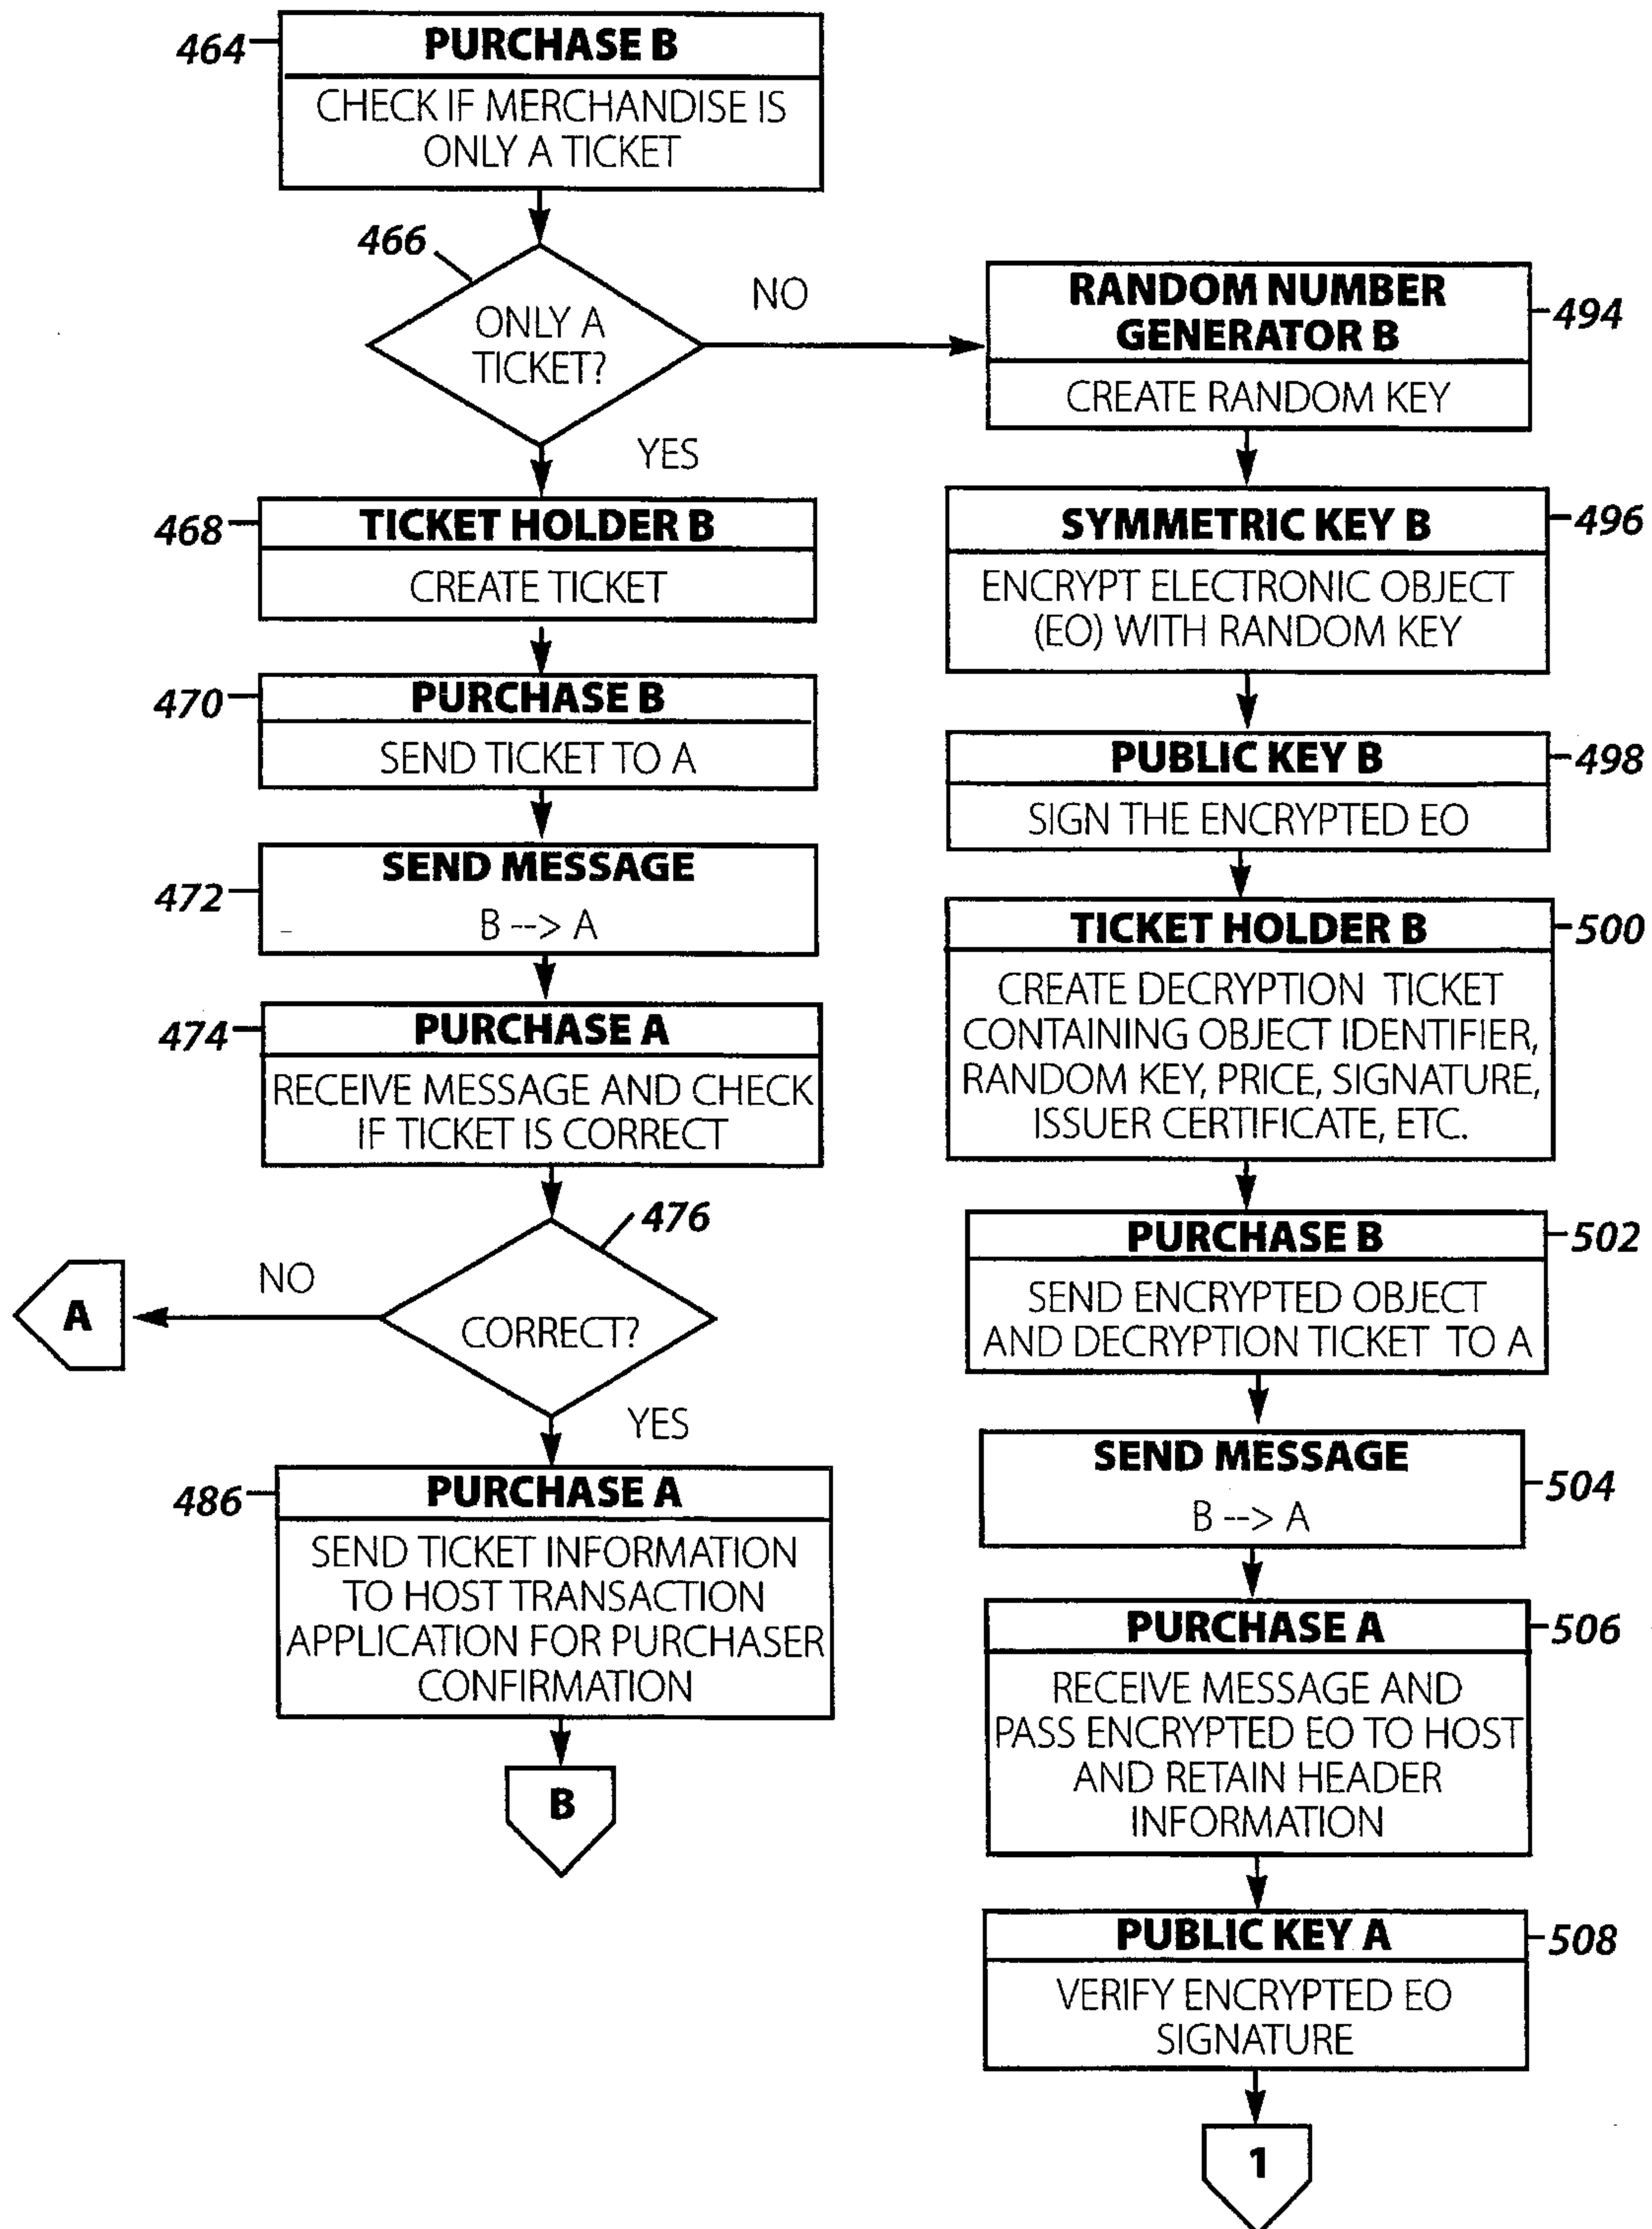 464
PURCHASE B
CHECK IF MERCHANDISE IS
ONLY A TICKET
466
ONLY A
TICKET?
NO
YES
468
TICKET HOLDER B
CREATE TICKET
470
PURCHASE B
SEND TICKET TO A
472
SEND MESSAGE
B --> A
474
PURCHASE A
RECEIVE MESSAGE AND CHECK
IF TICKET IS CORRECT
476
CORRECT?
NO
A
YES
486
PURCHASE A
SEND TICKET INFORMATION
TO HOST TRANSACTION
APPLICATION FOR PURCHASER
CONFIRMATION
B
RANDOM NUMBER
GENERATOR B
494
CREATE RANDOM KEY
SYMMETRIC KEY B
496
ENCRYPT ELECTRONIC OBJECT
(EO) WITH RANDOM KEY
PUBLIC KEY B
498
SIGN THE ENCRYPTED EO
TICKET HOLDER B
500
CREATE DECRYPTION TICKET
CONTAINING OBJECT IDENTIFIER,
RANDOM KEY, PRICE, SIGNATURE,
ISSUER CERTIFICATE, ETC.
PURCHASE B
502
SEND ENCRYPTED OBJECT
AND DECRYPTION TICKET TO A
SEND MESSAGE
504
B --> A
PURCHASE A
506
RECEIVE MESSAGE AND
PASS ENCRYPTED EO TO HOST
AND RETAIN HEADER
INFORMATION
PUBLIC KEY A
508
VERIFY ENCRYPTED EO
SIGNATURE
1